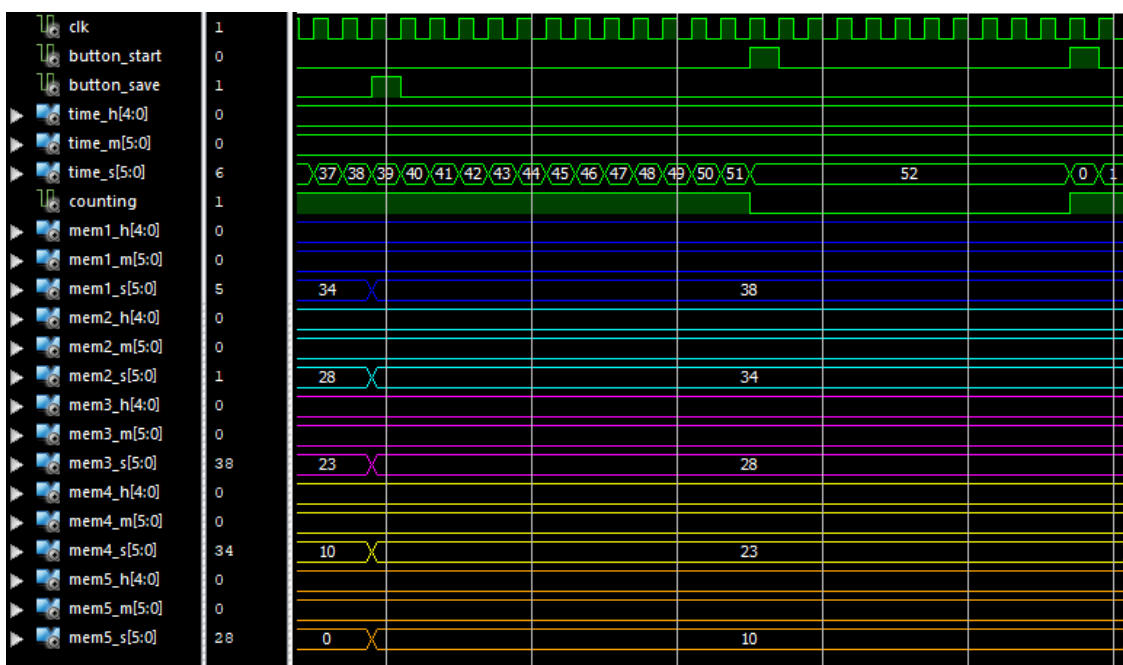 clk 1
button_start 0
button_save 1
time_h[4:0] 0
time_m[5:0] 0
time_s[5:0] 6 37 38 39 40 41 42 43 44 45 46 47 48 49 50 51 52 0 1
counting 1
mem1_h[4:0] 0
mem1_m[5:0] 0
mem1_s[5:0] 5 34 38
mem2_h[4:0] 0
mem2_m[5:0] 0
mem2_s[5:0] 1 28 34
mem3_h[4:0] 0
mem3_m[5:0] 0
mem3_s[5:0] 38 23 28
mem4_h[4:0] 0
mem4_m[5:0] 0
mem4_s[5:0] 34 10 23
mem5_h[4:0] 0
mem5_m[5:0] 0
mem5_s[5:0] 28 0 10